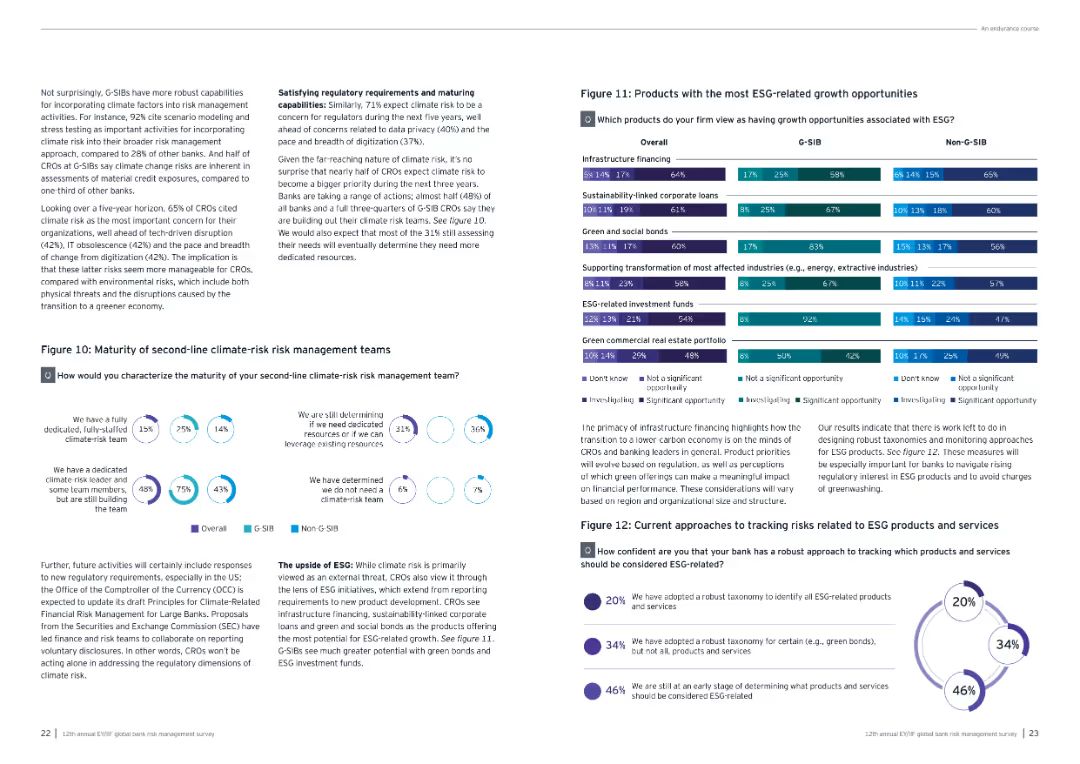 An endurance course
Not surprisingly, G-SIBs have more robust capabilities
for incorporating climate factors into risk management
activities. For instance, 92% cite scenario modeling and
stress testing as important activities for incorporating
climate risk into their broader risk management
approach, compared to 28% of other banks. And half of
CROs at G-SIBs say climate change risks are inherent in
assessments of material credit exposures, compared to
one-third of other banks.
Looking over a five-year horizon, 65% of CROs cited
climate risk as the most important concern for their
organizations, well ahead of tech-driven disruption
(42%), IT obsolescence (42%) and the pace and breadth
of change from digitization (42%). The implication is
that these latter risks seem more manageable for CROs,
compared with environmental risks, which include both
physical threats and the disruptions caused by the
transition to a greener economy.
Satisfying regulatory requirements and maturing
capabilities: Similarly, 71% expect climate risk to be a
concern for regulators during the next five years, well
ahead of concerns related to data privacy (40%) and the
pace and breadth of digitization (37%).
Given the far-reaching nature of climate risk, it's no
surprise that nearly half of CROs expect climate risk to
become a bigger priority during the next three years.
Banks are taking a range of actions; almost half (48%) of
all banks and a full three-quarters of G-SIB CROs say they
are building out their climate risk teams. See figure 10.
We would also expect that most of the 31% still assessing
their needs will eventually determine they need more
dedicated resources.
Figure 10: Maturity of second-line climate-risk risk management teams
Q How would you characterize the maturity of your second-line climate-risk risk management team?
We have a fully
dedicated, fully-staffed
climate-risk team
15% 25% 14%
We are still determining
if we need dedicated
resources or if we can
leverage existing resources
31% 36%
We have a dedicated
climate-risk leader and
some team members,
but are still building
the team
48% 75% 43%
We have determined
we do not need a
climate-risk team
6% 7%
Overall G-SIB Non-G-SIB
Further, future activities will certainly include responses
to new regulatory requirements, especially in the US;
the Office of the Comptroller of the Currency (OCC) is
expected to update its draft Principles for Climate-Related
Financial Risk Management for Large Banks. Proposals
from the Securities and Exchange Commission (SEC) have
led finance and risk teams to collaborate on reporting
voluntary disclosures. In other words, CROs won't be
acting alone in addressing the regulatory dimensions of
climate risk.
The upside of ESG: While climate risk is primarily
viewed as an external threat, CROs also view it through
the lens of ESG initiatives, which extend from reporting
requirements to new product development. CROs see
infrastructure financing, sustainability-linked corporate
loans and green and social bonds as the products offering
the most potential for ESG-related growth. See figure 11.
G-SIBs see much greater potential with green bonds and
ESG investment funds.
22 | 12th annual EY/IIF global bank risk management survey
Figure 11: Products with the most ESG-related growth opportunities
Q Which products do your firm view as having growth opportunities associated with ESG?
Overall G-SIB Non-G-SIB
Infrastructure financing
5% 14% 17% 64% 17% 25% 58% 6% 14% 15% 65%
Sustainability-linked corporate loans
10% 11% 19% 61% 8% 25% 67% 10% 13% 18% 60%
Green and social bonds
13% 11% 17% 60% 17% 83% 15% 13% 17% 56%
Supporting transformation of most affected industries (e.g., energy, extractive industries)
8% 11% 23% 58% 8% 25% 67% 10% 11% 22% 57%
ESG-related investment funds
12% 13% 21% 54% 8% 92% 14% 16% 24% 47%
Green commercial real estate portfolio
10% 14% 29% 48% 8% 50% 42% 10% 17% 25% 49%
Don't know Not a significant opportunity Not a significant opportunity Don't know Not a significant opportunity
Investigating Significant opportunity Investigating Significant opportunity Investigating Significant opportunity
The primacy of infrastructure financing highlights how the
transition to a lower-carbon economy is on the minds of
CROs and banking leaders in general. Product priorities
will evolve based on regulation, as well as perceptions
of which green offerings can make a meaningful impact
on financial performance. These considerations will vary
based on region and organizational size and structure.
Our results indicate that there is work left to do in
designing robust taxonomies and monitoring approaches
for ESG products. See figure 12. These measures will
be especially important for banks to navigate rising
regulatory interest in ESG products and to avoid charges
of greenwashing.
Figure 12: Current approaches to tracking risks related to ESG products and services
Q How confident are you that your bank has a robust approach to tracking which products and services
should be considered ESG-related?
20% We have adopted a robust taxonomy to identify all ESG-related products
and services
34% We have adopted a robust taxonomy for certain (e.g., green bonds),
but not all, products and services
46% We are still at an early stage of determining what products and services
should be considered ESG-related
20%
34%
46%
12th annual EY/IIF global bank risk management survey | 23